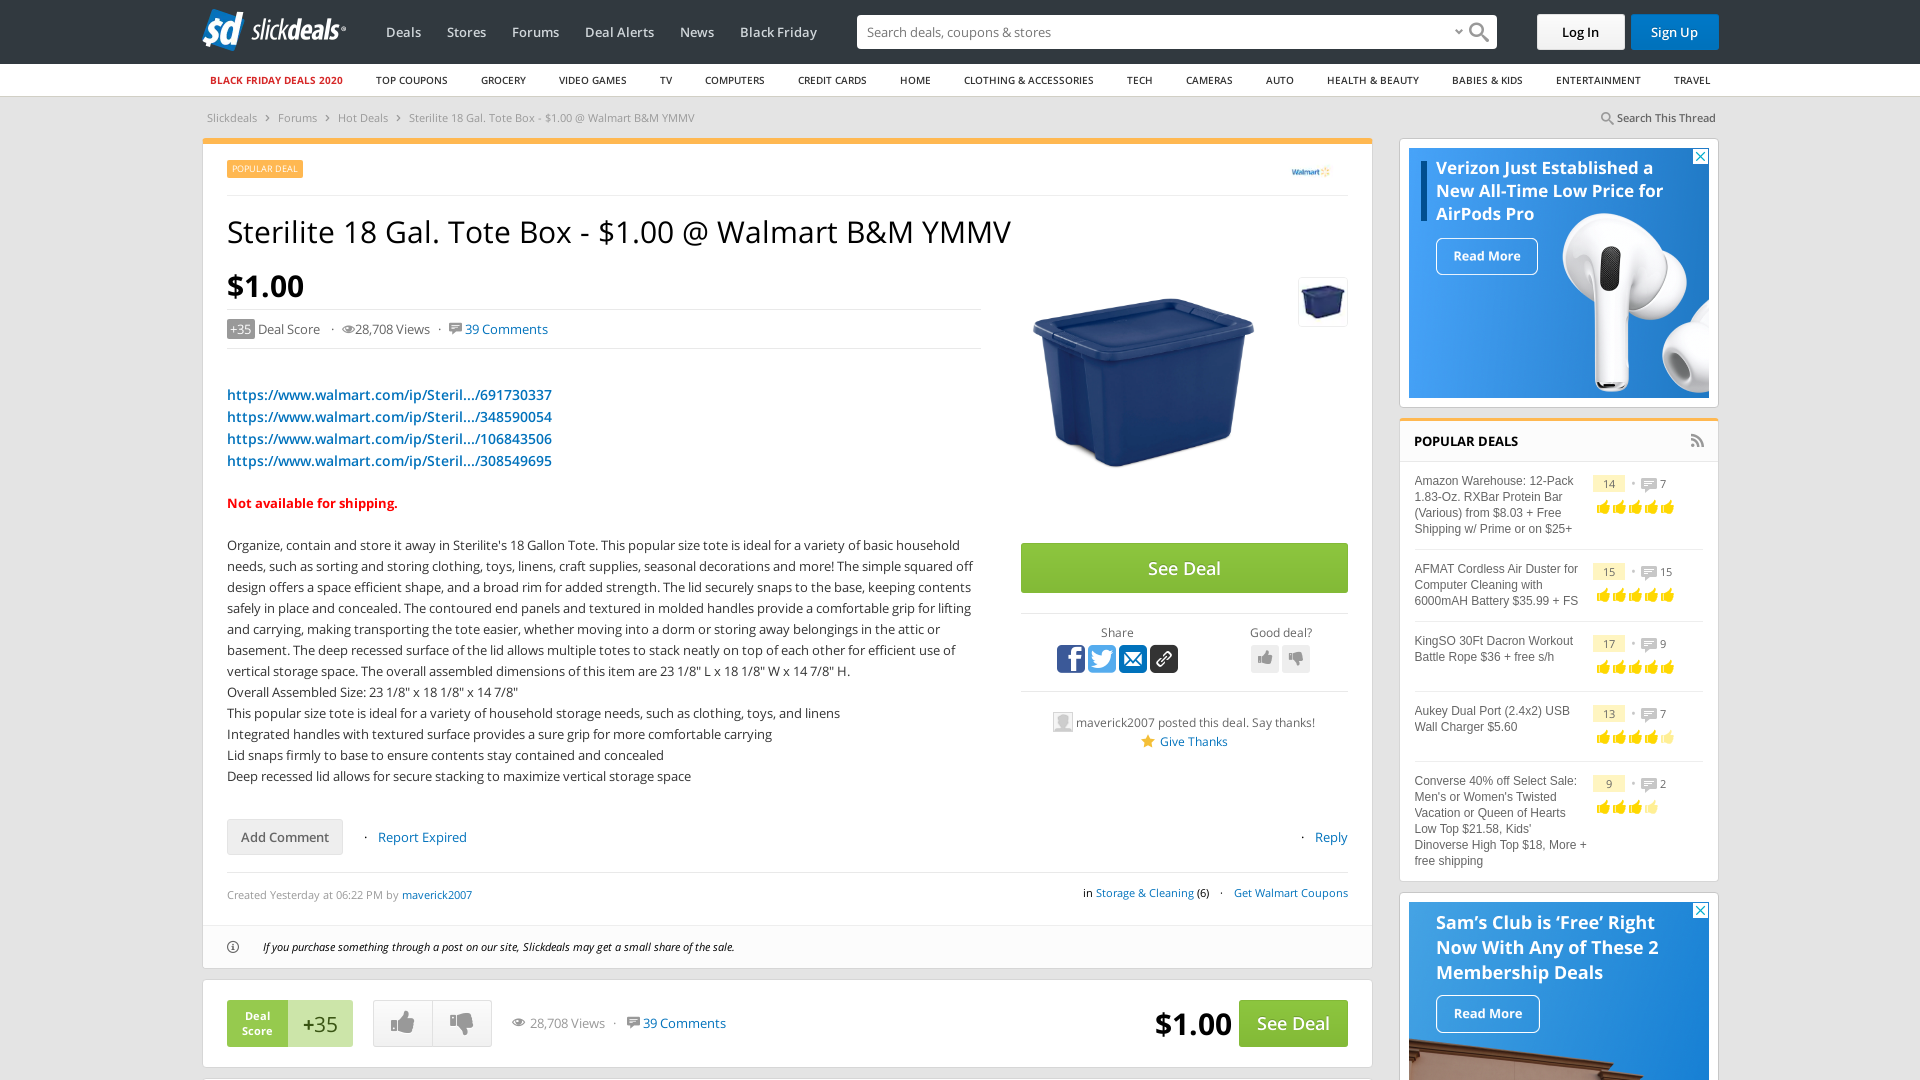 slickdeals
Deals
Stores
Forums
Deal Alerts
News
Black Friday
Search deals, coupons & stores
Log In
Sign Up
BLACK FRIDAY DEALS 2020
TOP COUPONS
GROCERY
VIDEO GAMES
TV
COMPUTERS
CREDIT CARDS
HOME
CLOTHING & ACCESSORIES
TECH
CAMERAS
AUTO
HEALTH & BEAUTY
BABIES & KIDS
ENTERTAINMENT
TRAVEL
Slickdeals › Forums › Hot Deals › Sterilite 18 Gal. Tote Box - $1.00 @ Walmart B&M YMMV
Search This Thread
POPULAR DEAL
Walmart
Sterilite 18 Gal. Tote Box - $1.00 @ Walmart B&M YMMV
$1.00
+35 Deal Score · 28,708 Views · 39 Comments
https://www.walmart.com/ip/Steril.../691730337
https://www.walmart.com/ip/Steril.../348590054
https://www.walmart.com/ip/Steril.../106843506
https://www.walmart.com/ip/Steril.../308549695
Not available for shipping.
Organize, contain and store it away in Sterilite's 18 Gallon Tote. This popular size tote is ideal for a variety of basic household
needs, such as sorting and storing clothing, toys, linens, craft supplies, seasonal decorations and more! The simple squared off
design offers a space efficient shape, and a broad rim for added strength. The lid securely snaps to the base, keeping contents
safely in place and concealed. The contoured end panels and textured in molded handles provide a comfortable grip for lifting
and carrying, making transporting the tote easier, whether moving into a dorm or storing away belongings in the attic or
basement. The deep recessed surface of the lid allows multiple totes to stack neatly on top of each other for efficient use of
vertical storage space. The overall assembled dimensions of this item are 23 1/8" L x 18 1/8" W x 14 7/8" H.
Overall Assembled Size: 23 1/8" x 18 1/8" x 14 7/8"
This popular size tote is ideal for a variety of household storage needs, such as clothing, toys, and linens
Integrated handles with textured surface provides a sure grip for more comfortable carrying
Lid snaps firmly to base to ensure contents stay contained and concealed
Deep recessed lid allows for secure stacking to maximize vertical storage space
See Deal
Share
Good deal?
maverick2007 posted this deal. Say thanks!
Give Thanks
Add Comment · Report Expired
· Reply
Created Yesterday at 06:22 PM by maverick2007
in Storage & Cleaning (6) · Get Walmart Coupons
If you purchase something through a post on our site, Slickdeals may get a small share of the sale.
Deal
Score
+35
28,708 Views · 39 Comments
$1.00
See Deal
Verizon Just Established a
New All-Time Low Price for
AirPods Pro
Read More
POPULAR DEALS
Amazon Warehouse: 12-Pack
1.83-Oz. RXBar Protein Bar
(Various) from $8.03 + Free
Shipping w/ Prime or on $25+
14 · 7
AFMAT Cordless Air Duster for
Computer Cleaning with
6000mAH Battery $35.99 + FS
15 · 15
KingSO 30Ft Dacron Workout
Battle Rope $36 + free s/h
17 · 9
Aukey Dual Port (2.4x2) USB
Wall Charger $5.60
13 · 7
Converse 40% off Select Sale:
Men's or Women's Twisted
Vacation or Queen of Hearts
Low Top $21.58, Kids'
Dinoverse High Top $18, More +
free shipping
9 · 2
Sam's Club is ‘Free’ Right
Now With Any of These 2
Membership Deals
Read More